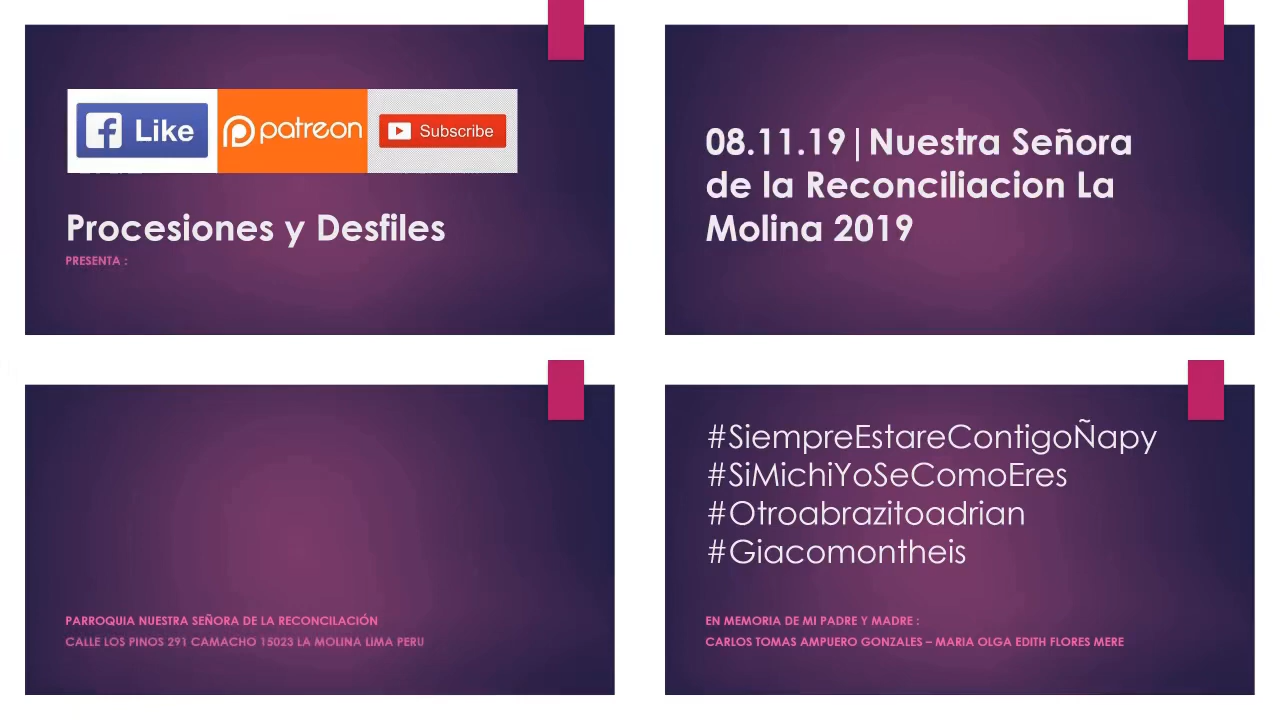 Like
patreon
Subscribe
Procesiones y Desfiles
PRESENTA :
08.11.19|Nuestra Señora
de la Reconciliacion La
Molina 2019
PARROQUIA NUESTRA SEÑORA DE LA RECONCILACIÓN
CALLE LOS PINOS 291 CAMACHO 15023 LA MOLINA LIMA PERU
#SiempreEstareContigoÑapy
#SiMichiYoSeComoEres
#Otroabrazitoadrian
#Giacomontheis
EN MEMORIA DE MI PADRE Y MADRE :
CARLOS TOMAS AMPUERO GONZALES – MARIA OLGA EDITH FLORES MERE